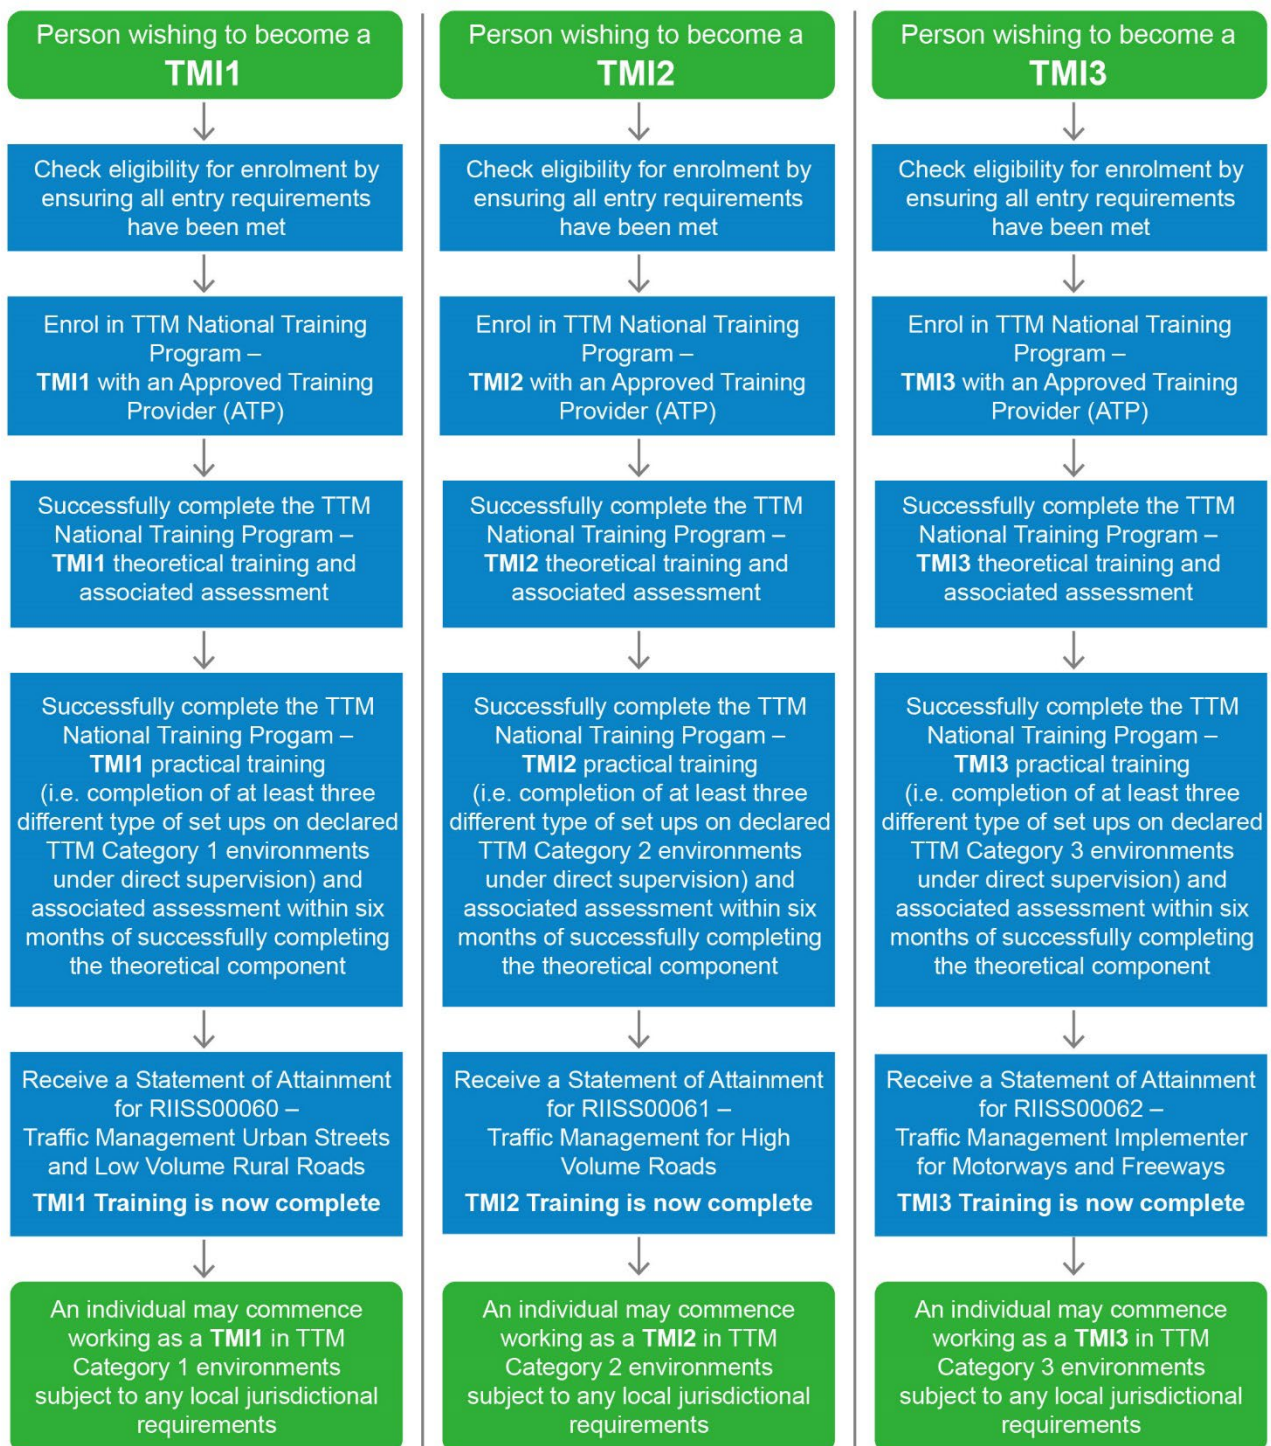 Person wishing to become a
TMI1
Check eligibility for enrolment by
ensuring all entry requirements
have been met
Enrol in TTM National Training
Program –
TMI1 with an Approved Training
Provider (ATP)
Successfully complete the TTM
National Training Program –
TMI1 theoretical training and
associated assessment
Successfully complete the TTM
National Training Progam –
TMI1 practical training
(i.e. completion of at least three
different type of set ups on declared
TTM Category 1 environments
under direct supervision) and
associated assessment within six
months of successfully completing
the theoretical component
Receive a Statement of Attainment
for RIISS00060 –
Traffic Management Urban Streets
and Low Volume Rural Roads
TMI1 Training is now complete
An individual may commence
working as a TMI1 in TTM
Category 1 environments
subject to any local jurisdictional
requirements
Person wishing to become a
TMI2
Check eligibility for enrolment by
ensuring all entry requirements
have been met
Enrol in TTM National Training
Program –
TMI2 with an Approved Training
Provider (ATP)
Successfully complete the TTM
National Training Program –
TMI2 theoretical training and
associated assessment
Successfully complete the TTM
National Training Progam –
TMI2 practical training
(i.e. completion of at least three
different type of set ups on declared
TTM Category 2 environments
under direct supervision) and
associated assessment within six
months of successfully completing
the theoretical component
Receive a Statement of Attainment
for RIISS00061 –
Traffic Management for High
Volume Roads
TMI2 Training is now complete
An individual may commence
working as a TMI2 in TTM
Category 2 environments
subject to any local jurisdictional
requirements
Person wishing to become a
TMI3
Check eligibility for enrolment by
ensuring all entry requirements
have been met
Enrol in TTM National Training
Program –
TMI3 with an Approved Training
Provider (ATP)
Successfully complete the TTM
National Training Program –
TMI3 theoretical training and
associated assessment
Successfully complete the TTM
National Training Progam –
TMI3 practical training
(i.e. completion of at least three
different type of set ups on declared
TTM Category 3 environments
under direct supervision) and
associated assessment within six
months of successfully completing
the theoretical component
Receive a Statement of Attainment
for RIISS00062 –
Traffic Management Implementer
for Motorways and Freeways
TMI3 Training is now complete
An individual may commence
working as a TMI3 in TTM
Category 3 environments
subject to any local jurisdictional
requirements